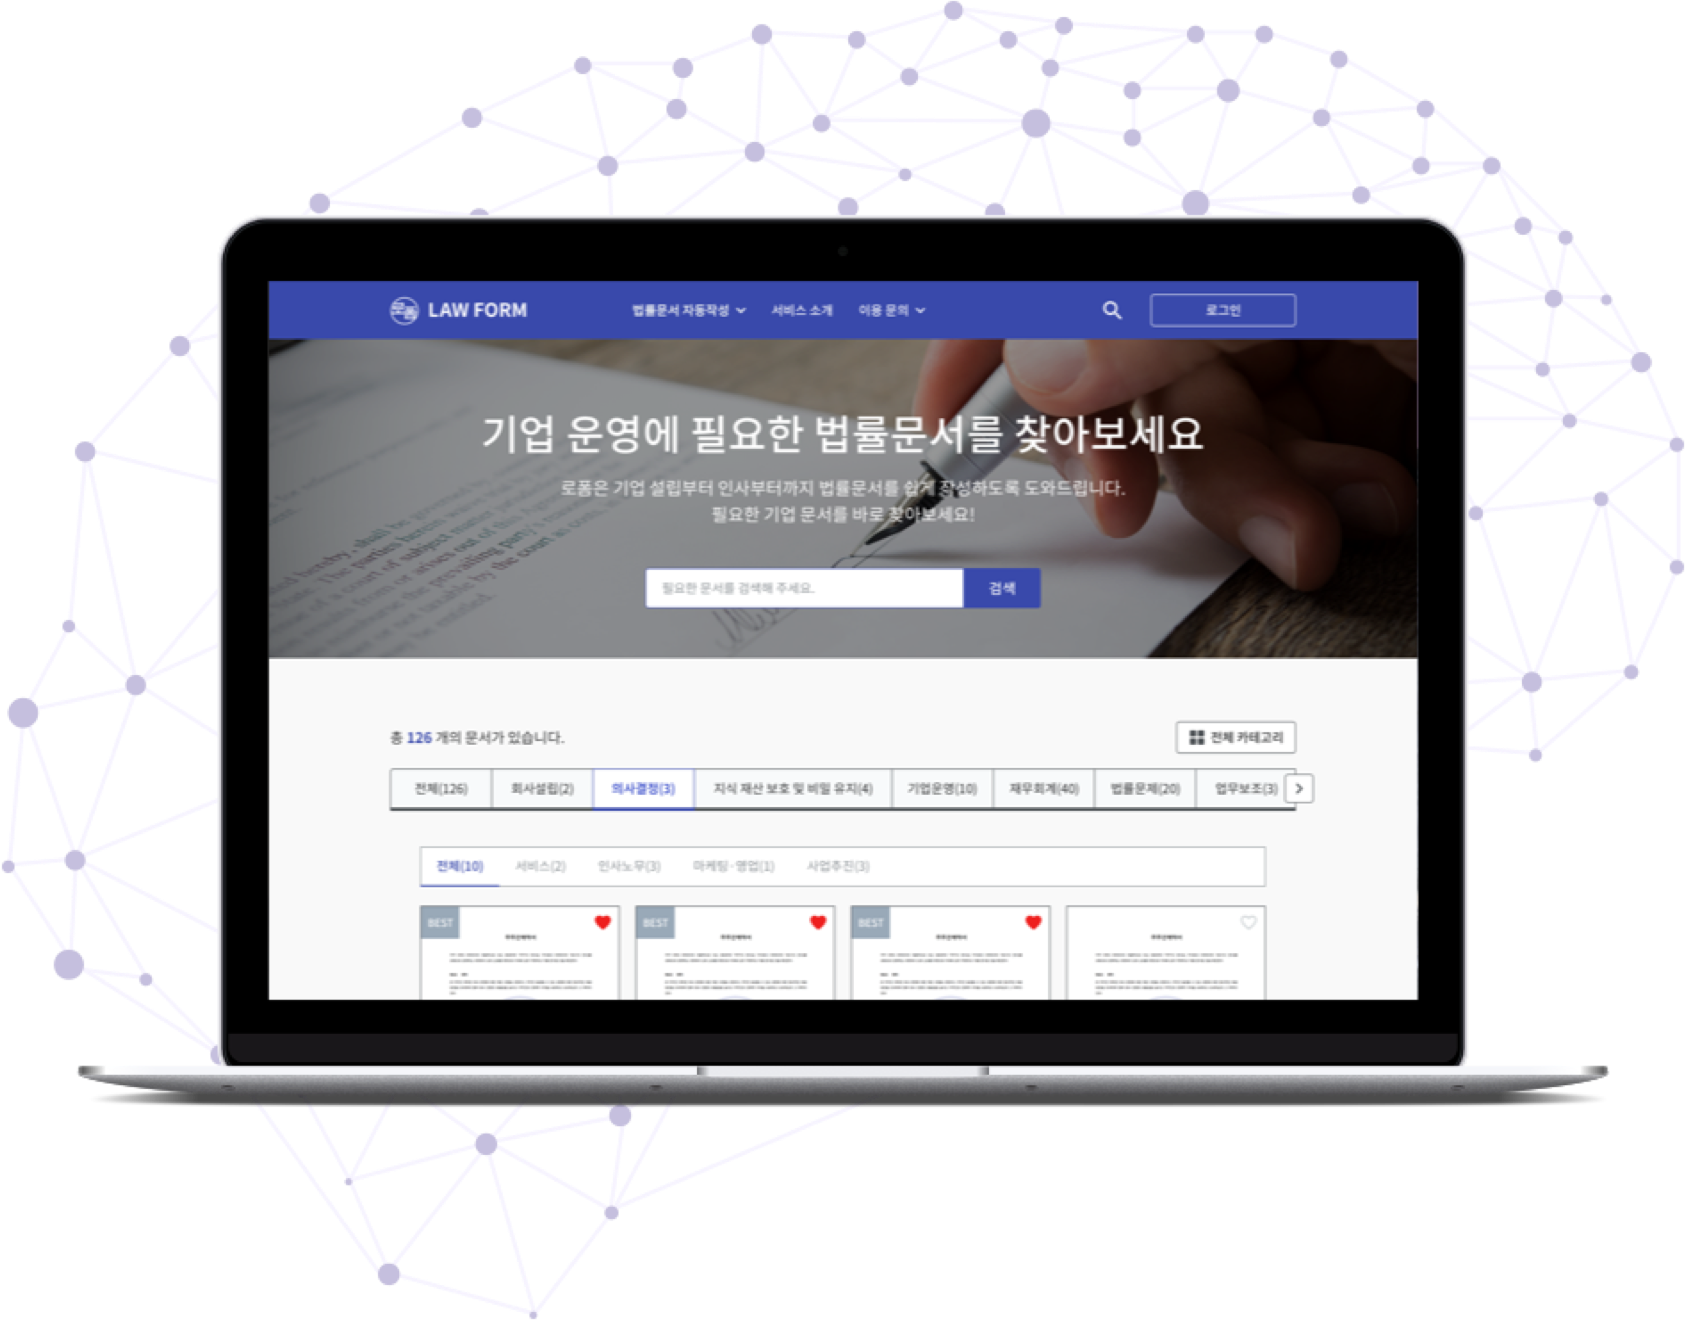 로폼 LAW FORM 법률문서 자동작성 서비스 소개 이용 문의 로그인
기업 운영에 필요한 법률문서를 찾아보세요
로폼은 기업 설립부터 인사부터까지 법률문서를 쉽게 작성하도록 도와드립니다.
필요한 기업 문서를 바로 찾아보세요!
필요한 문서를 검색해 주세요. 검색
총 126 개의 문서가 있습니다. 전체 카테고리
전체(126) 회사설립(2) 의사결정(3) 지식 재산 보호 및 비밀 유지(4) 기업운영(10) 재무회계(40) 법률문제(20) 업무보조(3)
전체(10) 서비스(2) 인사노무(3) 마케팅·영업(1) 사업추진(3)
BEST BEST BEST